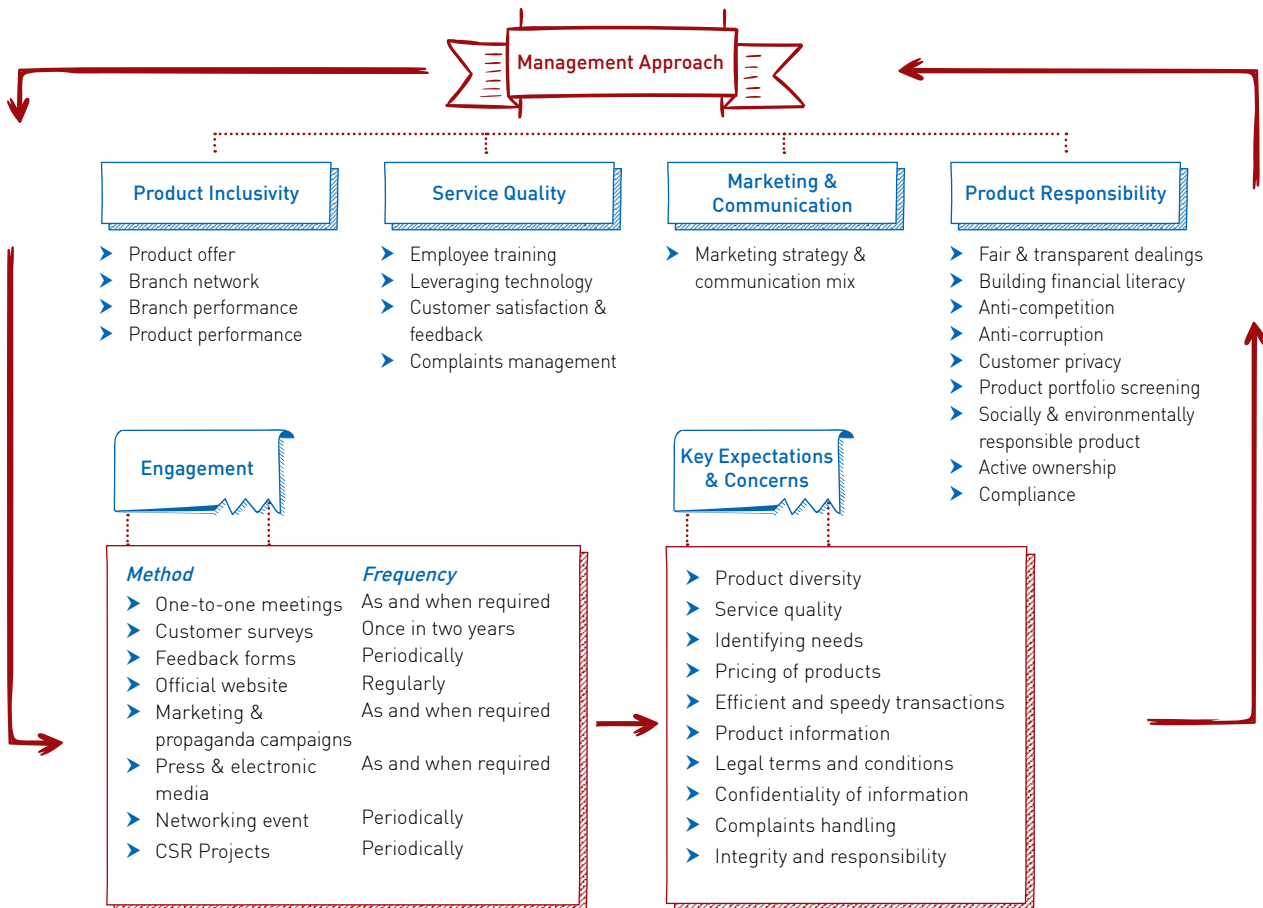 Management Approach
Product Inclusivity
Product offer
Branch network
Branch performance
Product performance
Service Quality
Employee training
Leveraging technology
Customer satisfaction &
feedback
Complaints management
Marketing &
Communication
Marketing strategy &
communication mix
Product Responsibility
Fair & transparent dealings
Building financial literacy
Anti-competition
Anti-corruption
Customer privacy
Product portfolio screening
Socially & environmentally
responsible product
Active ownership
Compliance
Engagement
Method Frequency
One-to-one meetings As and when required
Customer surveys Once in two years
Feedback forms Periodically
Official website Regularly
Marketing & As and when required
propaganda campaigns
Press & electronic As and when required
media
Networking event Periodically
CSR Projects Periodically
Key Expectations
& Concerns
Product diversity
Service quality
Identifying needs
Pricing of products
Efficient and speedy transactions
Product information
Legal terms and conditions
Confidentiality of information
Complaints handling
Integrity and responsibility